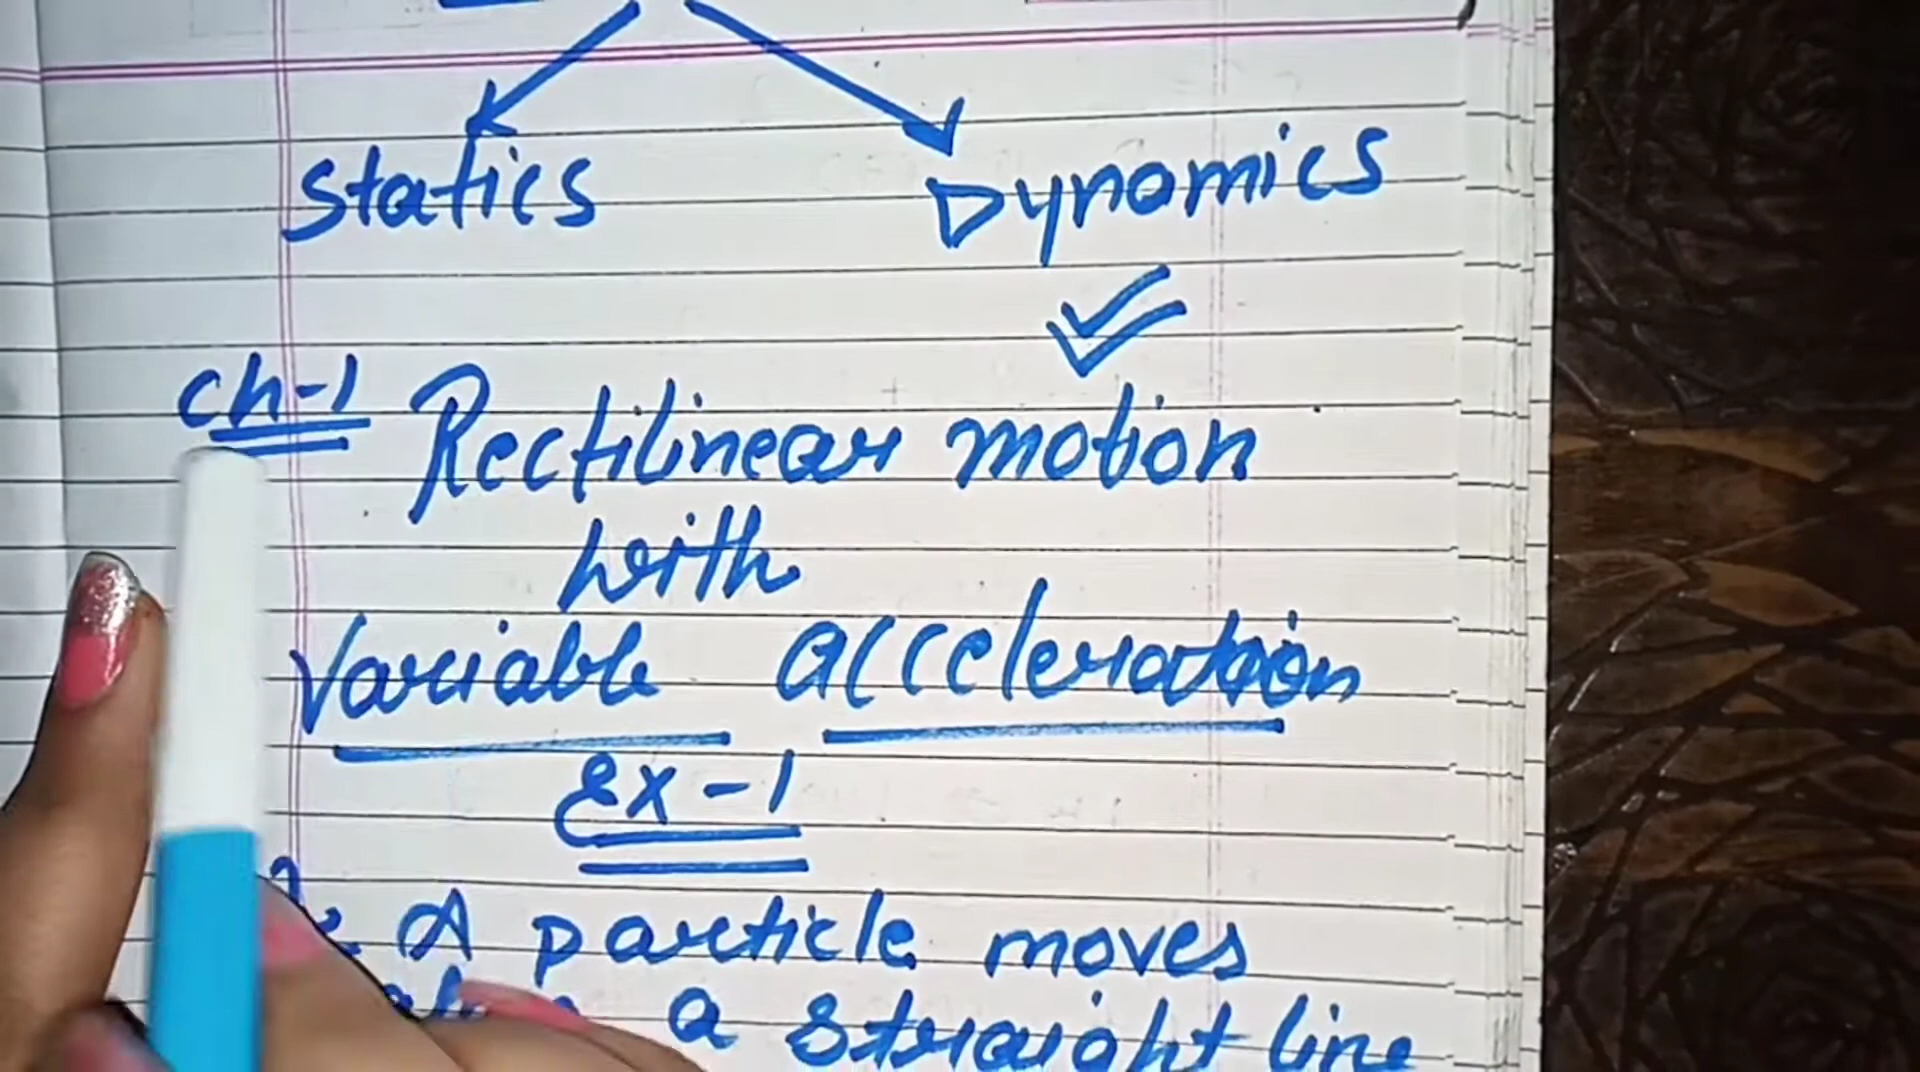 Statics Dynamics
Ch-1 Rectilinear motion
with
Variable acceleration
Ex-1
A particle moves
a straight line